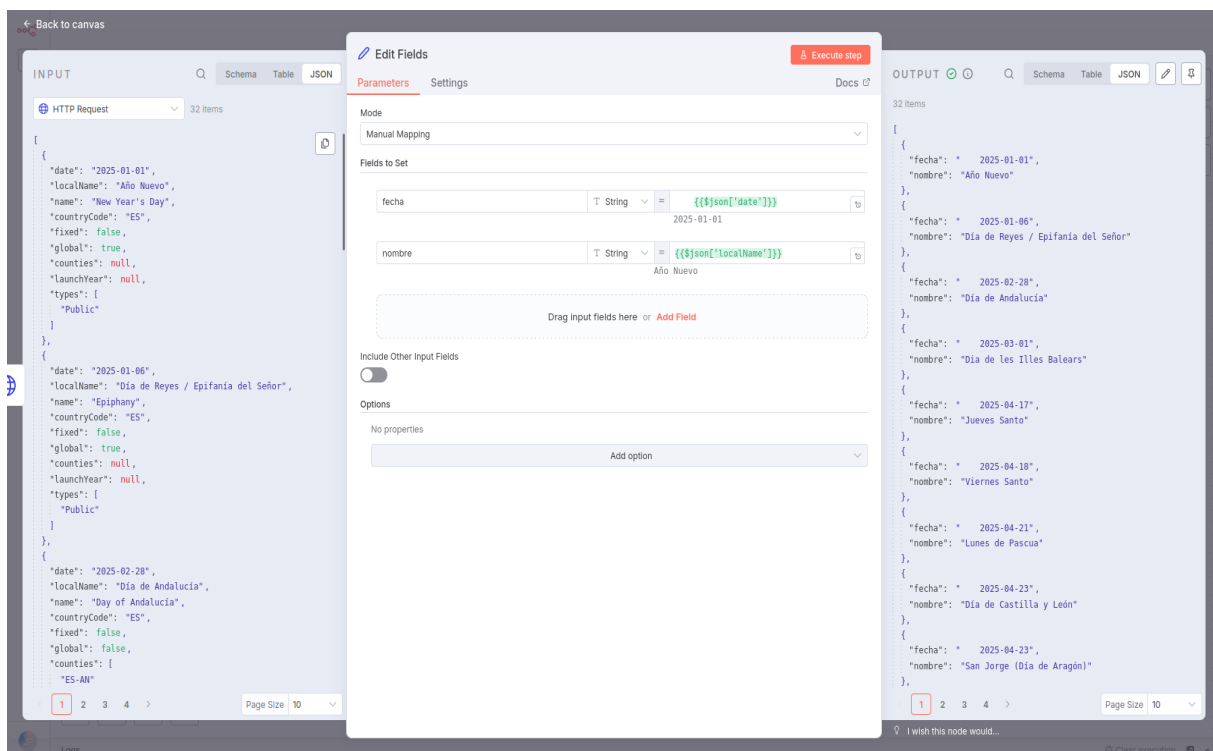 ← Back to canvas
INPUT
Schema Table JSON
HTTP Request
32 items
[
{
"date": "2025-01-01",
"localName": "Año Nuevo",
"name": "New Year's Day",
"countryCode": "ES",
"fixed": false,
"global": true,
"counties": null,
"launchYear": null,
"types": [
"Public"
]
},
{
"date": "2025-01-06",
"localName": "Día de Reyes / Epifanía del Señor",
"name": "Epiphany",
"countryCode": "ES",
"fixed": false,
"global": true,
"counties": null,
"launchYear": null,
"types": [
"Public"
]
},
{
"date": "2025-02-28",
"localName": "Día de Andalucía",
"name": "Day of Andalucía",
"countryCode": "ES",
"fixed": false,
"global": false,
"counties": [
"ES-AN"
1 2 3 4 >
Page Size 10
Edit Fields
Execute step
Parameters Settings
Docs
Mode
Manual Mapping
Fields to Set
fecha T String = {{$json['date']}}
2025-01-01
nombre T String = {{$json['localName']}}
Año Nuevo
Drag input fields here or Add Field
Include Other Input Fields
Options
No properties
Add option
OUTPUT
Schema Table JSON
32 items
[
{
"fecha": "    2025-01-01",
"nombre": "Año Nuevo"
},
{
"fecha": "    2025-01-06",
"nombre": "Día de Reyes / Epifanía del Señor"
},
{
"fecha": "    2025-02-28",
"nombre": "Día de Andalucía"
},
{
"fecha": "    2025-03-01",
"nombre": "Dia de les Illes Balears"
},
{
"fecha": "    2025-04-17",
"nombre": "Jueves Santo"
},
{
"fecha": "    2025-04-18",
"nombre": "Viernes Santo"
},
{
"fecha": "    2025-04-21",
"nombre": "Lunes de Pascua"
},
{
"fecha": "    2025-04-23",
"nombre": "Día de Castilla y León"
},
{
"fecha": "    2025-04-23",
"nombre": "San Jorge (Día de Aragón)"
},
1 2 3 4 >
Page Size 10
I wish this node would...
Logs
Clear execution